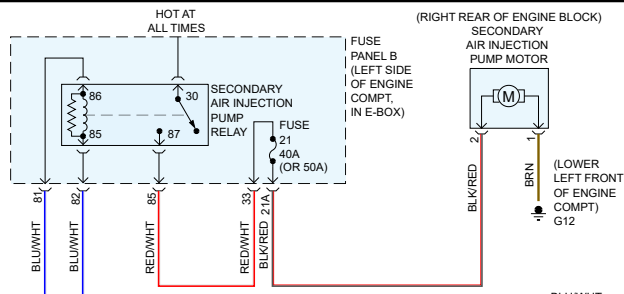 HOT AT
ALL TIMES
FUSE
PANEL B
(LEFT SIDE
OF ENGINE
COMPT,
IN E-BOX)
(RIGHT REAR OF ENGINE BLOCK)
SECONDARY
AIR INJECTION
PUMP MOTOR
86
30
85
87
SECONDARY
AIR INJECTION
PUMP
RELAY
FUSE
21
40A
(OR 50A)
M
2
1
81
82
85
33
21A
BLU/WHT
BLU/WHT
RED/WHT
RED/WHT
BLK/RED
BLK/RED
BRN
(LOWER
LEFT FRONT
OF ENGINE
COMPT)
G12